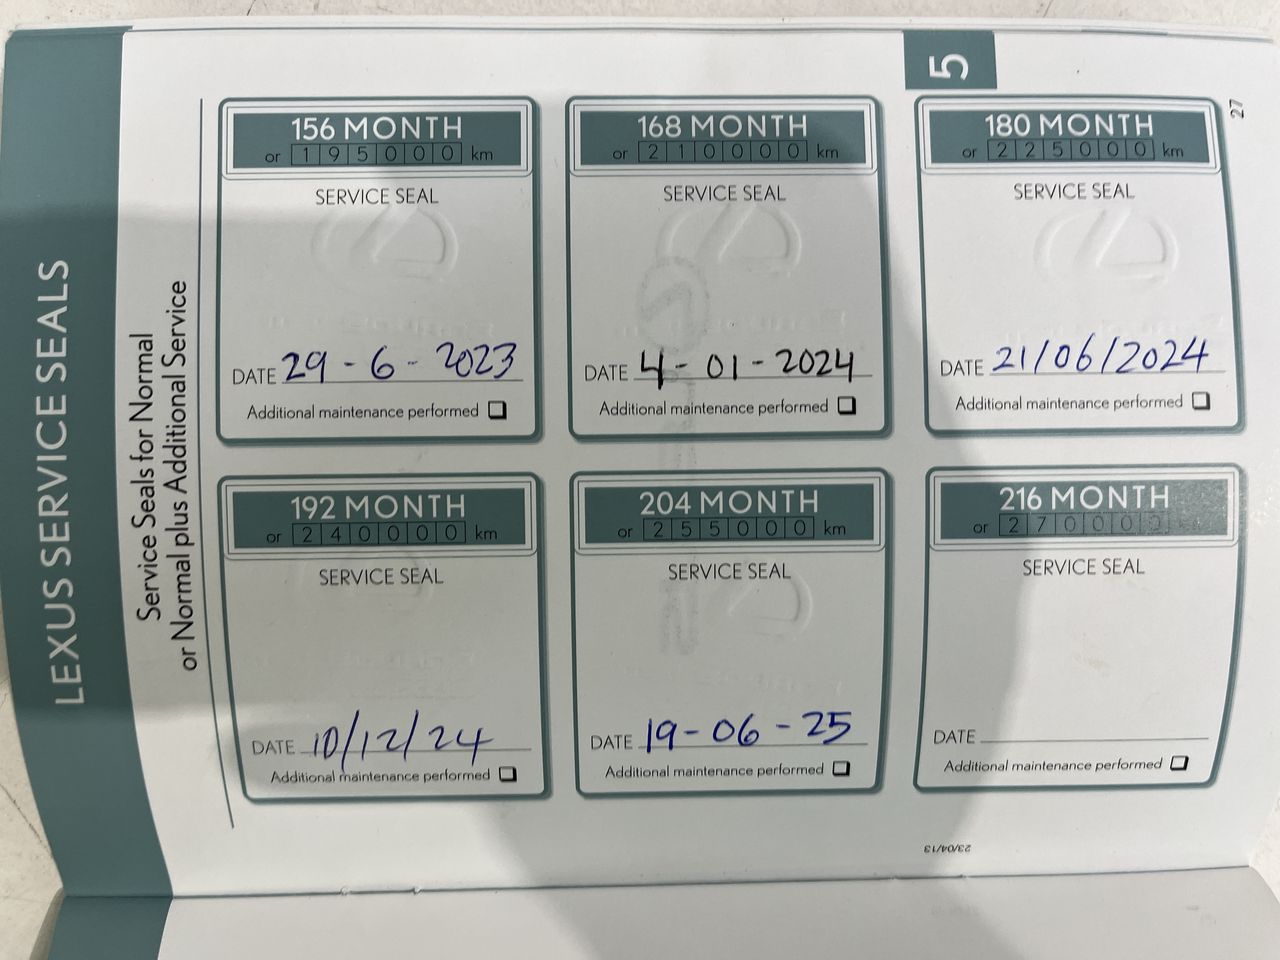 LEXUS SERVICE SEALS
Service Seals for Normal
or Normal plus Additional Service
5
27
156 MONTH
or 195000 km
SERVICE SEAL
DATE 29 - 6 - 2023
Additional maintenance performed
168 MONTH
or 210000 km
SERVICE SEAL
DATE 4 - 01 - 2024
Additional maintenance performed
180 MONTH
or 225000 km
SERVICE SEAL
DATE 21/06/2024
Additional maintenance performed
192 MONTH
or 240000 km
SERVICE SEAL
DATE 10/12/24
Additional maintenance performed
204 MONTH
or 255000 km
SERVICE SEAL
DATE 19 - 06 - 25
Additional maintenance performed
216 MONTH
or 270000
SERVICE SEAL
DATE
Additional maintenance performed
23/04/13